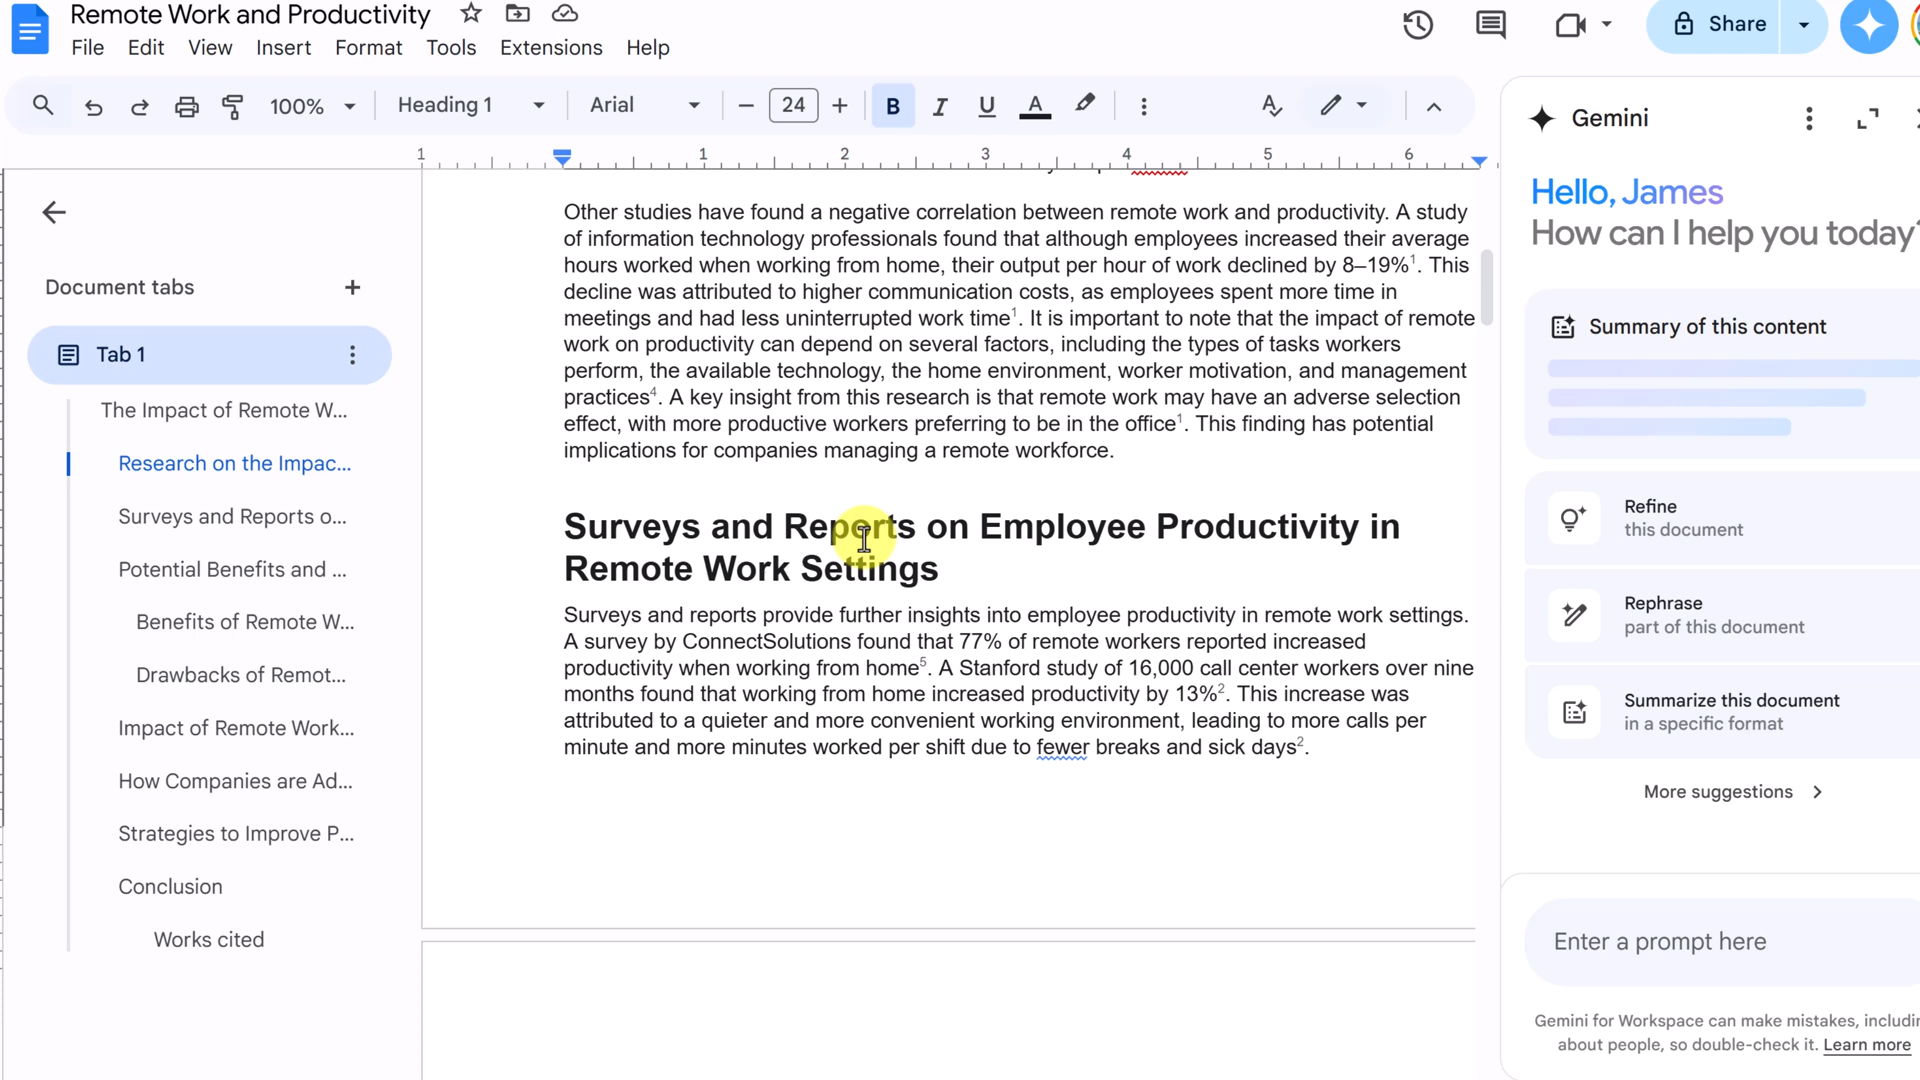 Remote Work and Productivity
File Edit View Insert Format Tools Extensions Help
Share
100% Heading 1 Arial 24 B I U A
1 1 2 3 4 5 6
Document tabs
Tab 1
The Impact of Remote W...
Research on the Impac...
Surveys and Reports o...
Potential Benefits and ...
Benefits of Remote W...
Drawbacks of Remot...
Impact of Remote Work...
How Companies are Ad...
Strategies to Improve P...
Conclusion
Works cited
Other studies have found a negative correlation between remote work and productivity. A study
of information technology professionals found that although employees increased their average
hours worked when working from home, their output per hour of work declined by 8–19%¹. This
decline was attributed to higher communication costs, as employees spent more time in
meetings and had less uninterrupted work time¹. It is important to note that the impact of remote
work on productivity can depend on several factors, including the types of tasks workers
perform, the available technology, the home environment, worker motivation, and management
practices⁴. A key insight from this research is that remote work may have an adverse selection
effect, with more productive workers preferring to be in the office¹. This finding has potential
implications for companies managing a remote workforce.
Surveys and Reports on Employee Productivity in
Remote Work Settings
Surveys and reports provide further insights into employee productivity in remote work settings.
A survey by ConnectSolutions found that 77% of remote workers reported increased
productivity when working from home⁵. A Stanford study of 16,000 call center workers over nine
months found that working from home increased productivity by 13%². This increase was
attributed to a quieter and more convenient working environment, leading to more calls per
minute and more minutes worked per shift due to fewer breaks and sick days².
Gemini
Hello, James
How can I help you today?
Summary of this content
Refine
this document
Rephrase
part of this document
Summarize this document
in a specific format
More suggestions
Enter a prompt here
Gemini for Workspace can make mistakes, includin
about people, so double-check it. Learn more